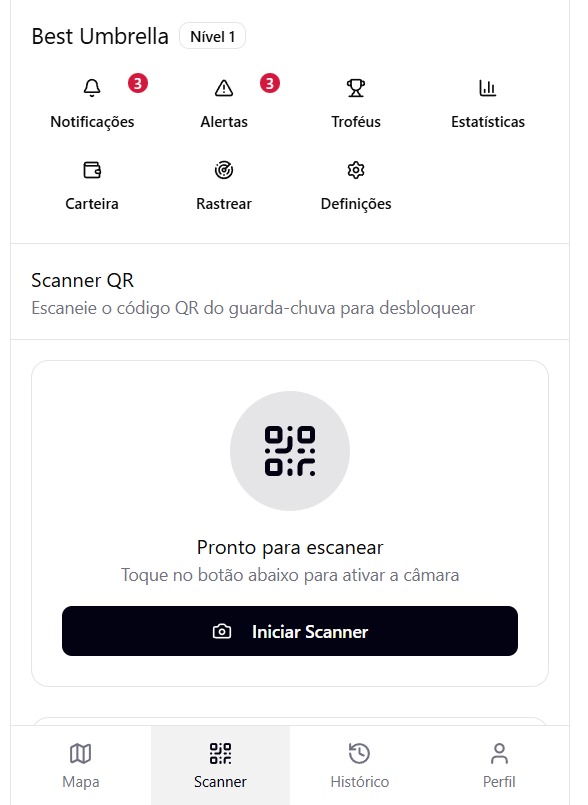 Best Umbrella Nível 1
3 3
Notificações Alertas Troféus Estatísticas
Carteira Rastrear Definições
Scanner QR
Escaneie o código QR do guarda-chuva para desbloquear
Pronto para escanear
Toque no botão abaixo para ativar a câmara
Iniciar Scanner
Mapa Scanner Histórico Perfil